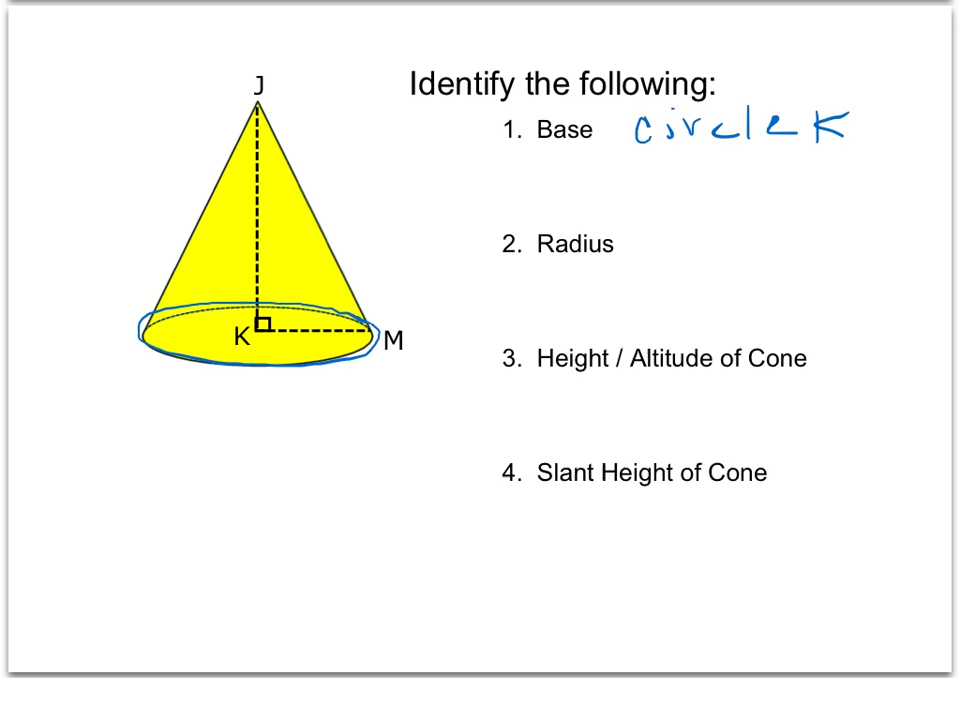 J
Identify the following:
1. Base circle K
2. Radius
K
M
3. Height / Altitude of Cone
4. Slant Height of Cone